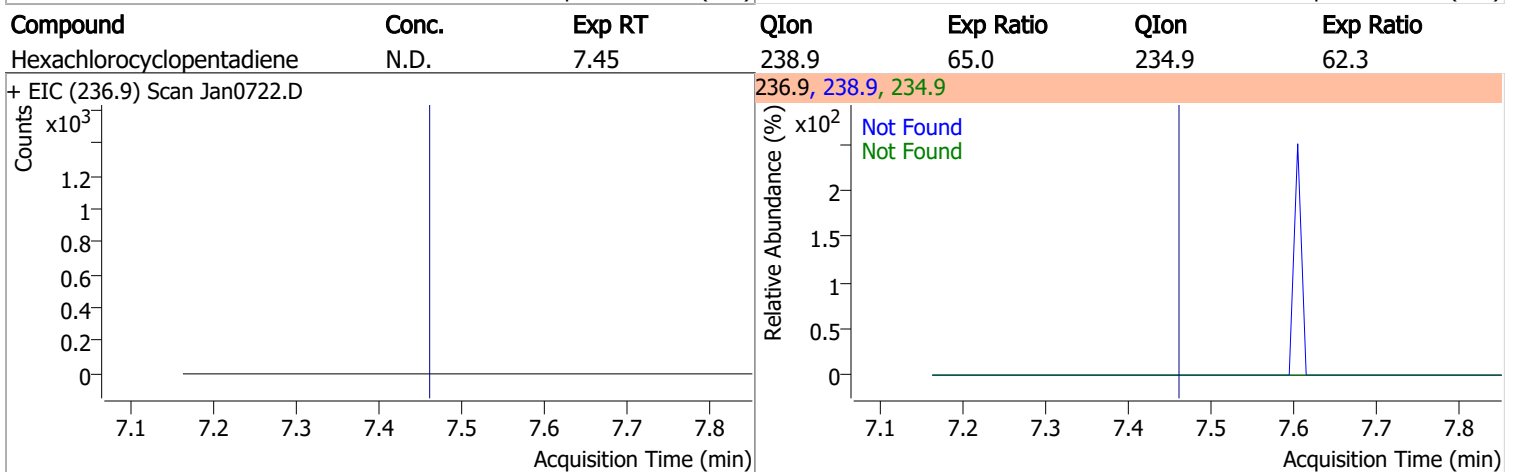 Compound Conc. Exp RT QIon Exp Ratio QIon Exp Ratio
Hexachlorocyclopentadiene N.D. 7.45 238.9 65.0 234.9 62.3
+ EIC (236.9) Scan Jan0722.D
Counts
x10³
1.2
1
0.8
0.6
0.4
0.2
0
7.1 7.2 7.3 7.4 7.5 7.6 7.7 7.8
Acquisition Time (min)
236.9, 238.9, 234.9
Relative Abundance (%)
x10²
Not Found
Not Found
2
1.5
1
0.5
0
7.1 7.2 7.3 7.4 7.5 7.6 7.7 7.8
Acquisition Time (min)